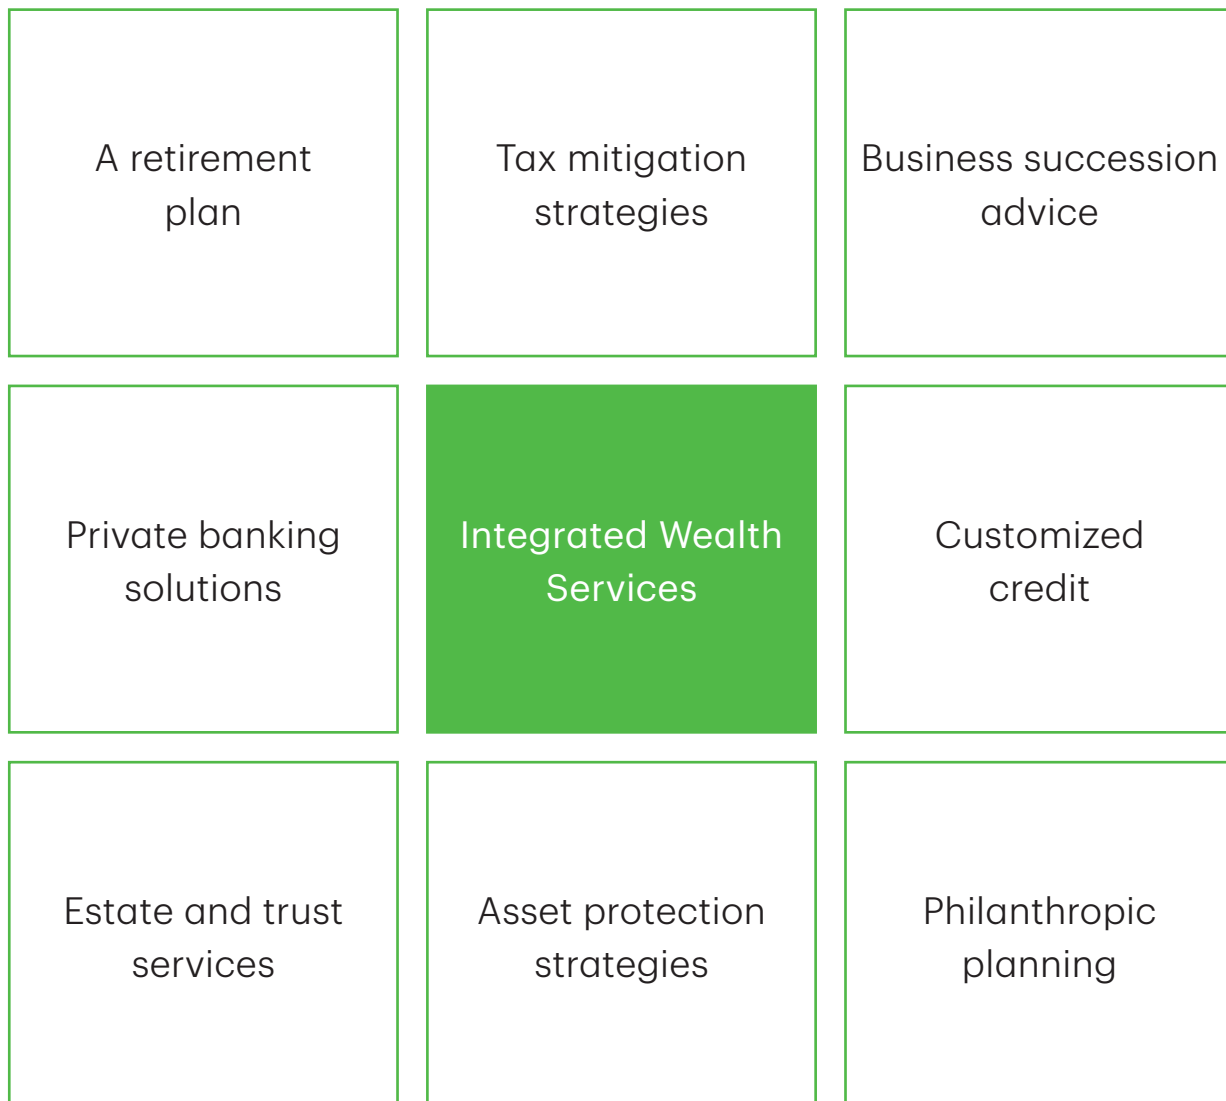 A retirement
plan
Tax mitigation
strategies
Business succession
advice
Private banking
solutions
Integrated Wealth
Services
Customized
credit
Estate and trust
services
Asset protection
strategies
Philanthropic
planning